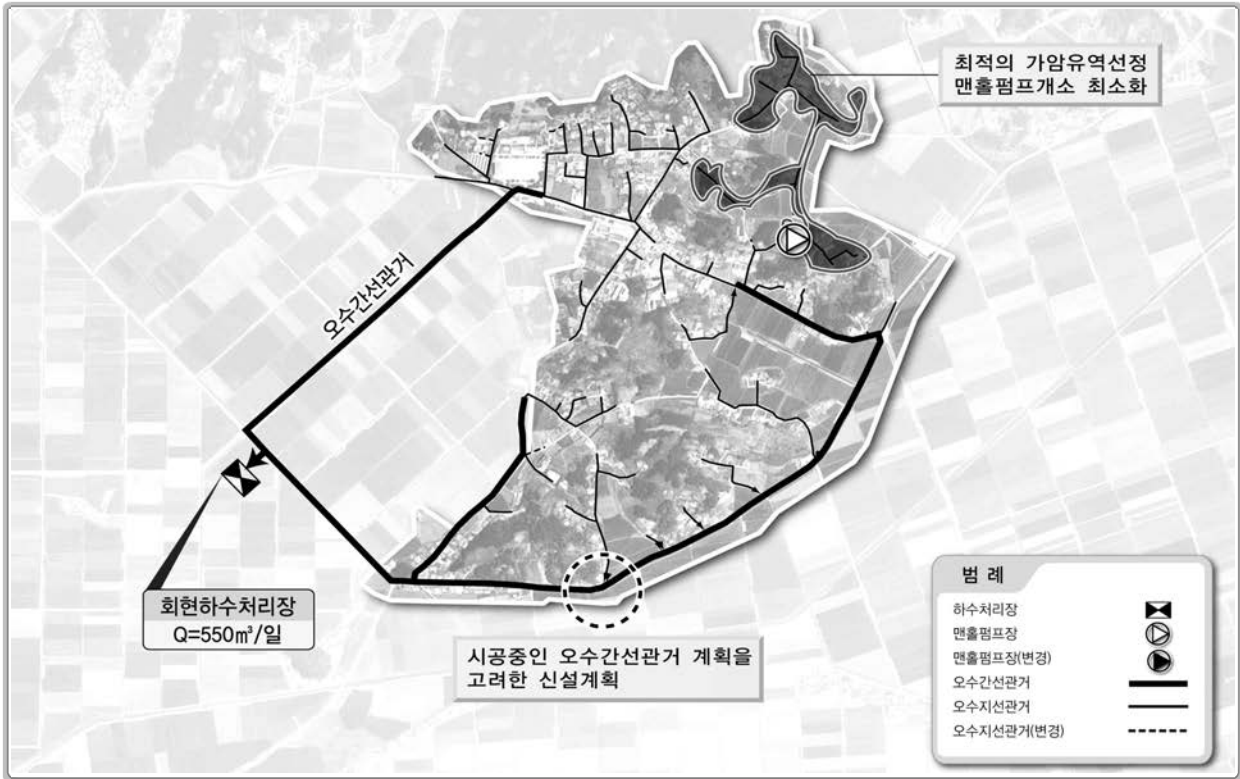 최적의 가암유역선정
맨홀펌프개소 최소화
오수간선관거
회현하수처리장
Q=550㎥/일
시공중인 오수간선관거 계획을
고려한 신설계획
범 례
하수처리장
맨홀펌프장
맨홀펌프장(변경)
오수간선관거
오수지선관거
오수지선관거(변경)